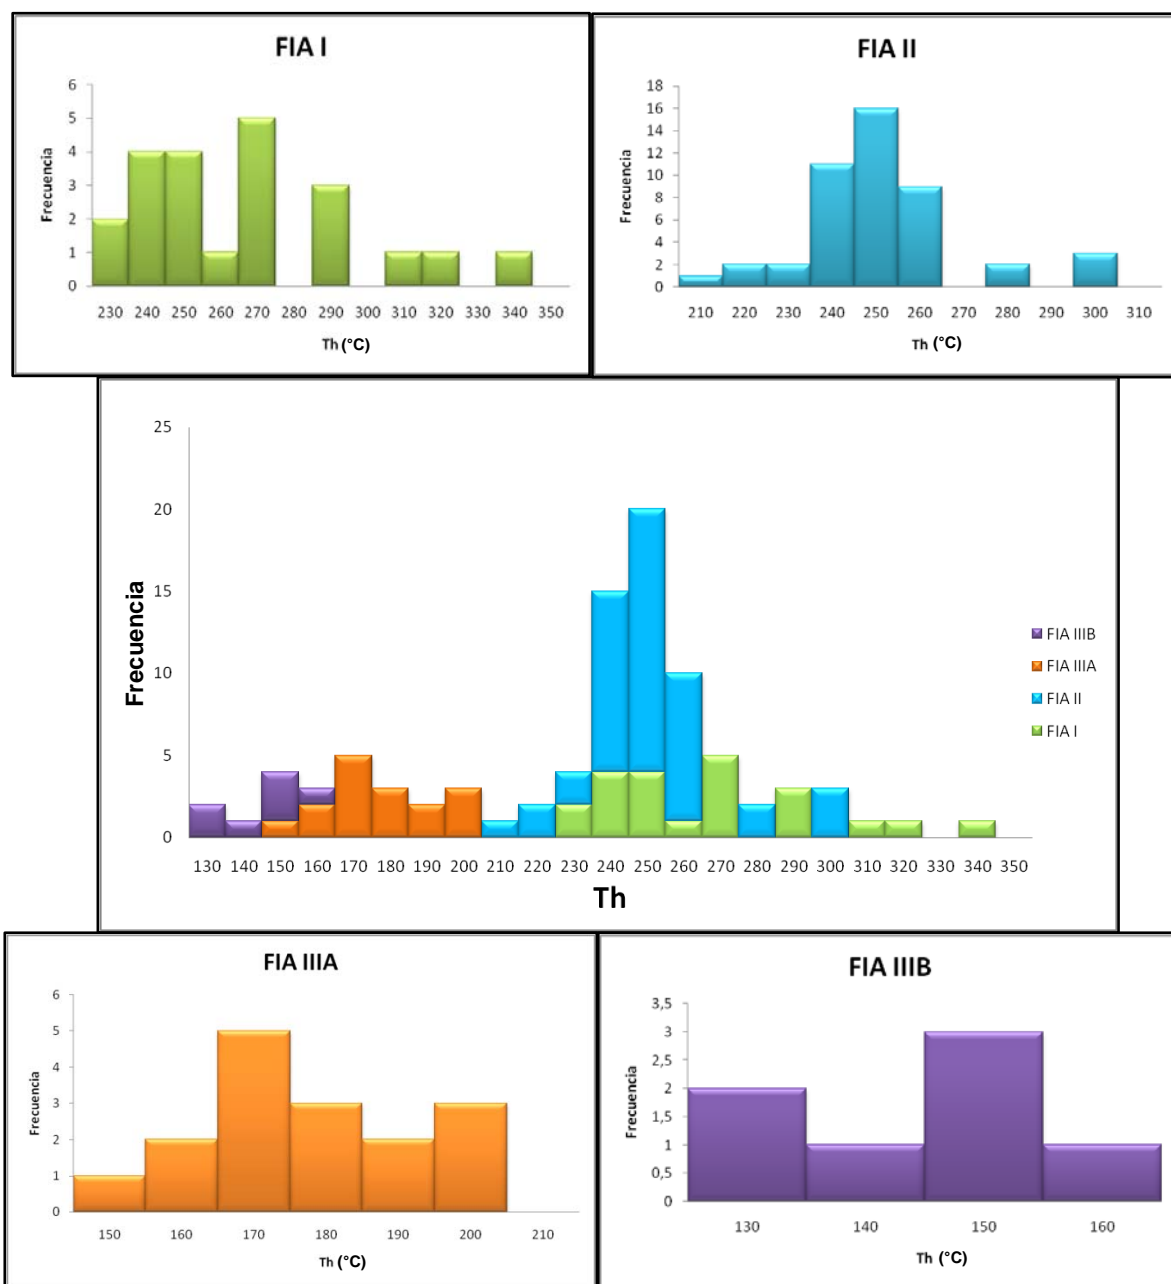 FIA I
6
5
4
3
2
1
0
Frecuencia
230 240 250 260 270 280 290 300 310 320 330 340 350
Th (°C)
FIA II
18
16
14
12
10
8
6
4
2
0
Frecuencia
210 220 230 240 250 260 270 280 290 300 310
Th (°C)
25
20
15
10
5
0
Frecuencia
130 140 150 160 170 180 190 200 210 220 230 240 250 260 270 280 290 300 310 320 330 340 350
Th
FIA IIIB
FIA IIIA
FIA II
FIA I
FIA IIIA
6
5
4
3
2
1
0
Frecuencia
150 160 170 180 190 200 210
Th (°C)
FIA IIIB
3,5
3
2,5
2
1,5
1
0,5
0
Frecuencia
130 140 150 160
Th (°C)